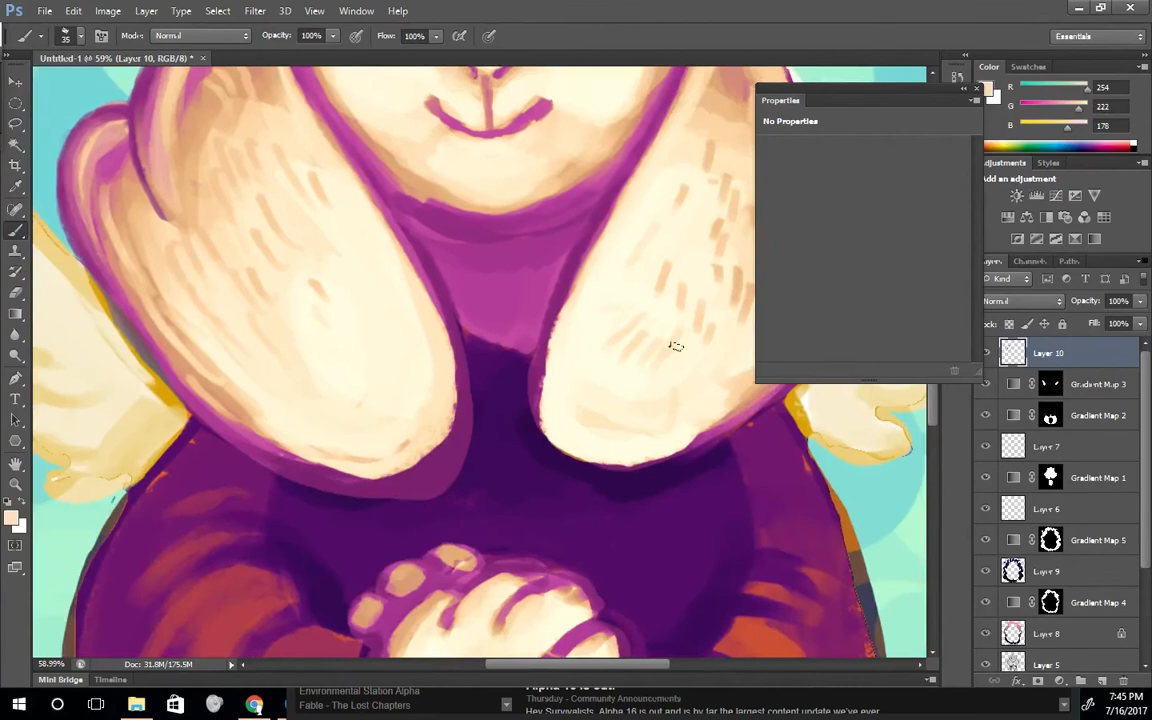 Ps File Edit Image Layer Type Select Filter 3D View Window Help
35 Mode: Normal Opacity: 100% Flow: 100% Essentials
Untitled-1 @ 59% (Layer 10, RGB/8) *
Color Swatches
R 254
G 222
B 178
Properties
No Properties
Adjustments Styles
Add an adjustment
Layers Channels Paths
Kind
Normal Opacity: 100%
Lock: Fill: 100%
Layer 10
Gradient Map 3
Gradient Map 2
Layer 7
Gradient Map 1
Layer 6
Gradient Map 5
Layer 9
Gradient Map 4
Layer 8
Layer 5
58.99% Doc: 31.8M/175.5M
Mini Bridge Timeline
Environmental Station Alpha
Fable - The Lost Chapters
Alpha 16 is out!
Thursday - Community Announcements
Hey Survivalists, Alpha 16 is out and is by far the largest content update we've ever
7:45 PM
7/16/2017